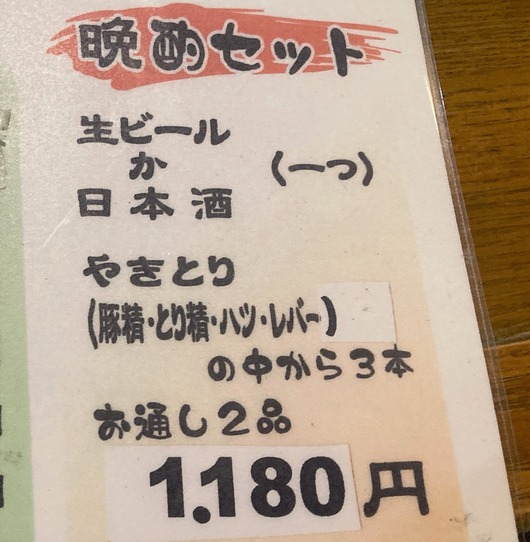 晩酌セット
生ビール
か
(一つ)
日本酒
やきとり
(豚精・とり精・ハツ・レバー)
の中から3本
お通し2品
1.180円